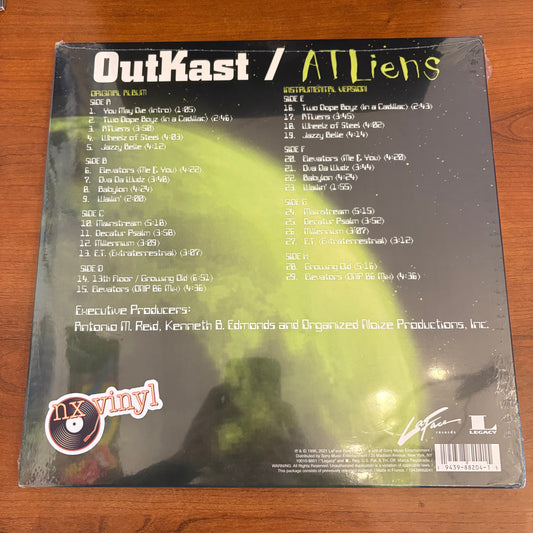 OutKast / ATLiens
ORIGINAL ALBUM
SIDE A
1. You May Die (Intro) (1:05)
2. Two Dope Boyz (In a Cadillac) (2:46)
3. ATLiens (3:50)
4. Wheelz of Steel (4:03)
5. Jazzy Belle (4:12)
SIDE B
6. Elevators (Me & You) (4:22)
7. Ova Da Wudz (3:48)
8. Babylon (4:24)
9. Wailin' (2:00)
SIDE C
10. Mainstream (5:18)
11. Decatur Psalm (3:58)
12. Millennium (3:09)
13. E.T. (Extraterrestrial) (3:07)
SIDE D
14. 13th Floor / Growing Old (6:51)
15. Elevators (ONP 86 Mix) (4:36)
INSTRUMENTAL VERSION
SIDE E
16. Two Dope Boyz (In a Cadillac) (2:43)
17. ATLiens (3:45)
18. Wheelz of Steel (4:02)
19. Jazzy Belle (4:14)
SIDE F
20. Elevators (Me & You) (4:20)
21. Ova Da Wudz (3:44)
22. Babylon (4:24)
23. Wailin' (1:55)
SIDE G
24. Mainstream (5:15)
25. Decatur Psalm (3:52)
26. Millennium (3:07)
27. E.T. (Extraterrestrial) (3:12)
SIDE H
28. Growing Old (5:16)
29. Elevators (ONP 86 Mix) (4:36)
Executive Producers:
Antonio M. Reid, Kenneth B. Edmonds and Organized Noize Productions, Inc.
nx vinyl
LaFace
records
L
LEGACY
9439-88204-1